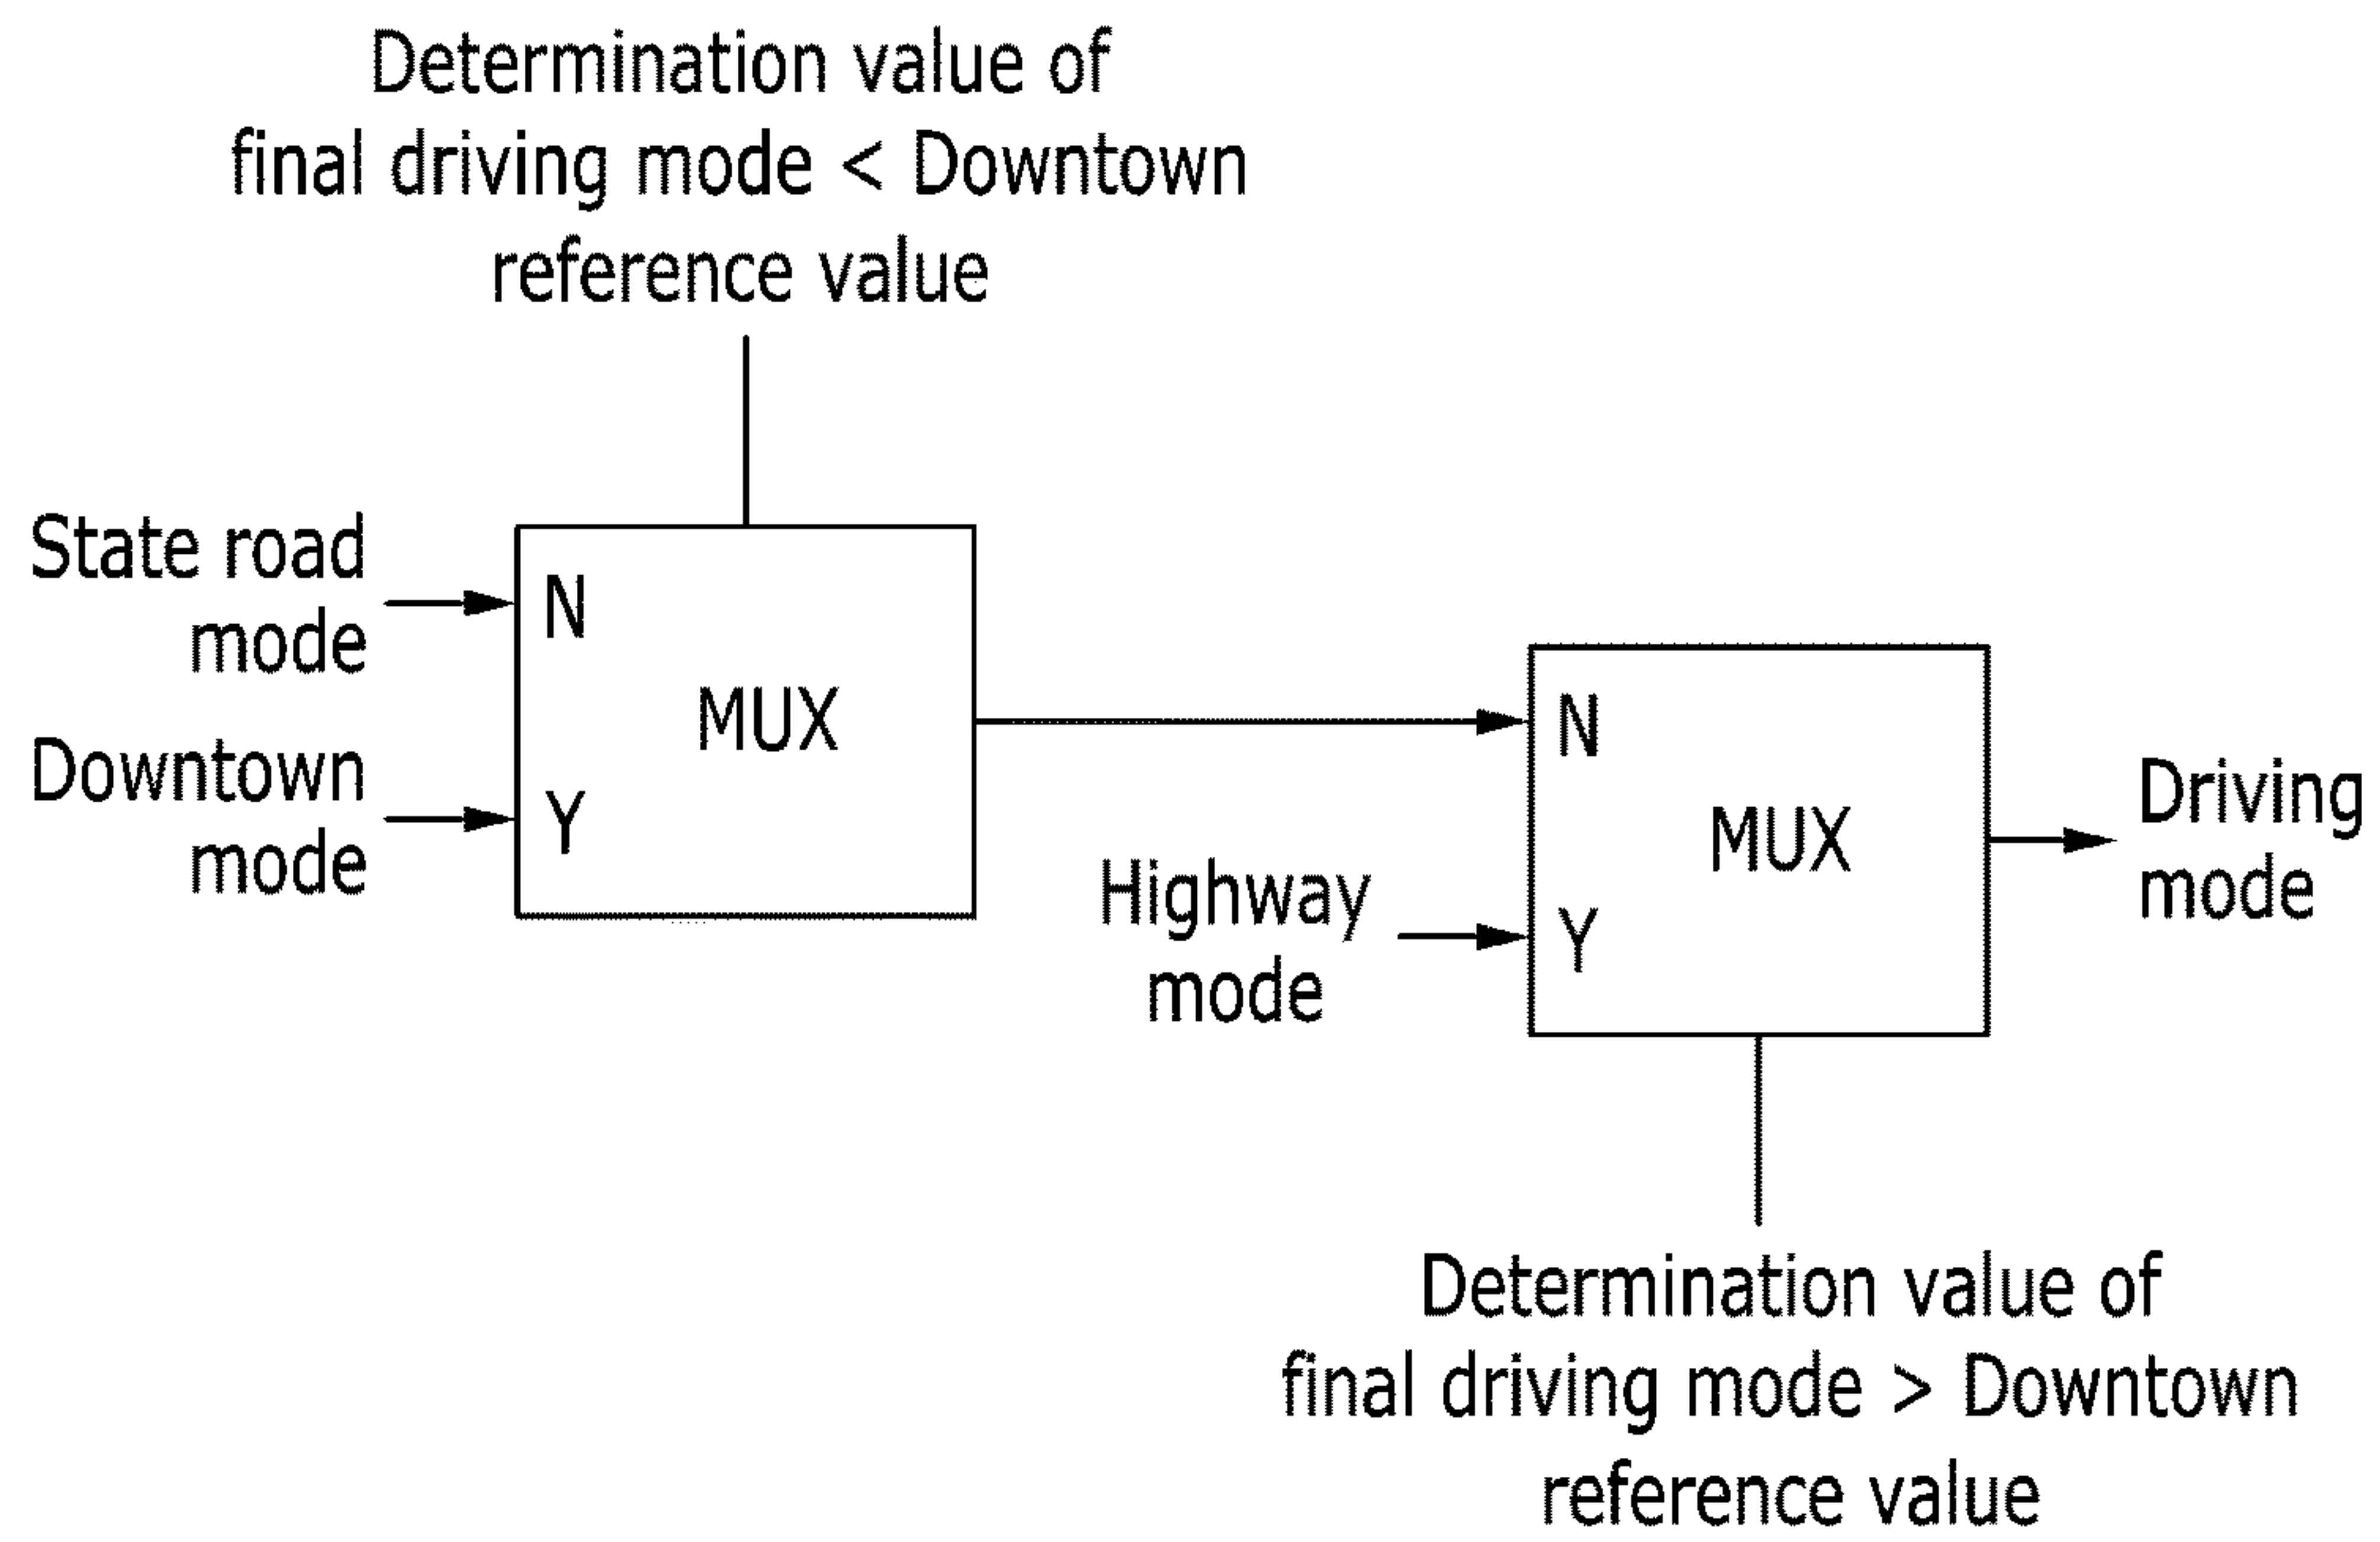 Determination value of
final driving mode < Downtown
reference value
State road
mode
N
MUX
Downtown
mode
Y
N
MUX
Driving
mode
Highway
mode
Y
Determination value of
final driving mode > Downtown
reference value